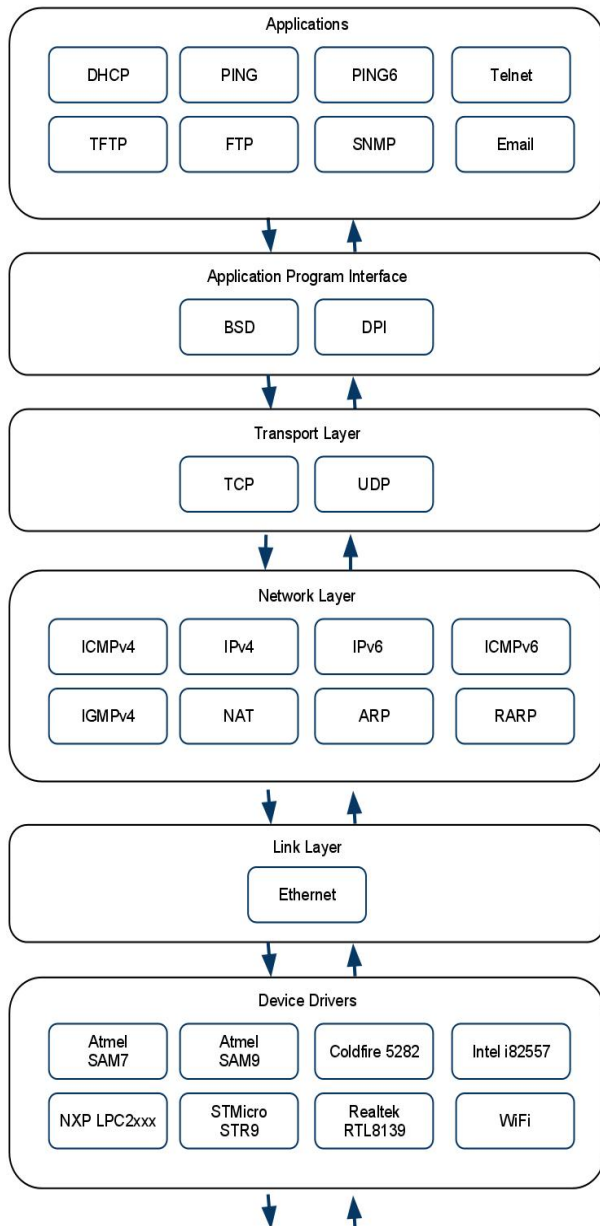 Applications
DHCP
PING
PING6
Telnet
TFTP
FTP
SNMP
Email
Application Program Interface
BSD
DPI
Transport Layer
TCP
UDP
Network Layer
ICMPv4
IPv4
IPv6
ICMPv6
IGMPv4
NAT
ARP
RARP
Link Layer
Ethernet
Device Drivers
Atmel
SAM7
Atmel
SAM9
Coldfire 5282
Intel i82557
NXP LPC2xxx
STMicro
STR9
Realtek
RTL8139
WiFi